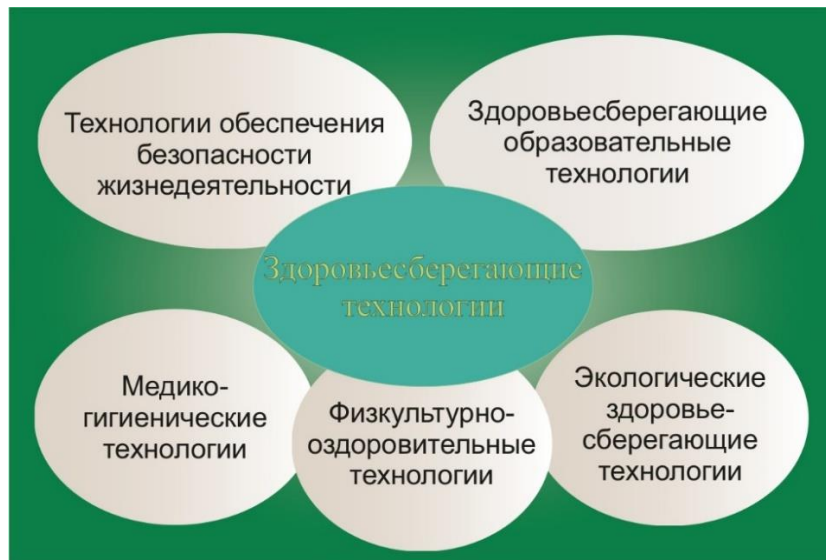 Технологии обеспечения
безопасности
жизнедеятельности
Здоровьесберегающие
образовательные
технологии
Здоровьесберегающие
технологии
Медико-
гигиенические
технологии
Физкультурно-
оздоровительные
технологии
Экологические
здоровье-
сберегающие
технологии